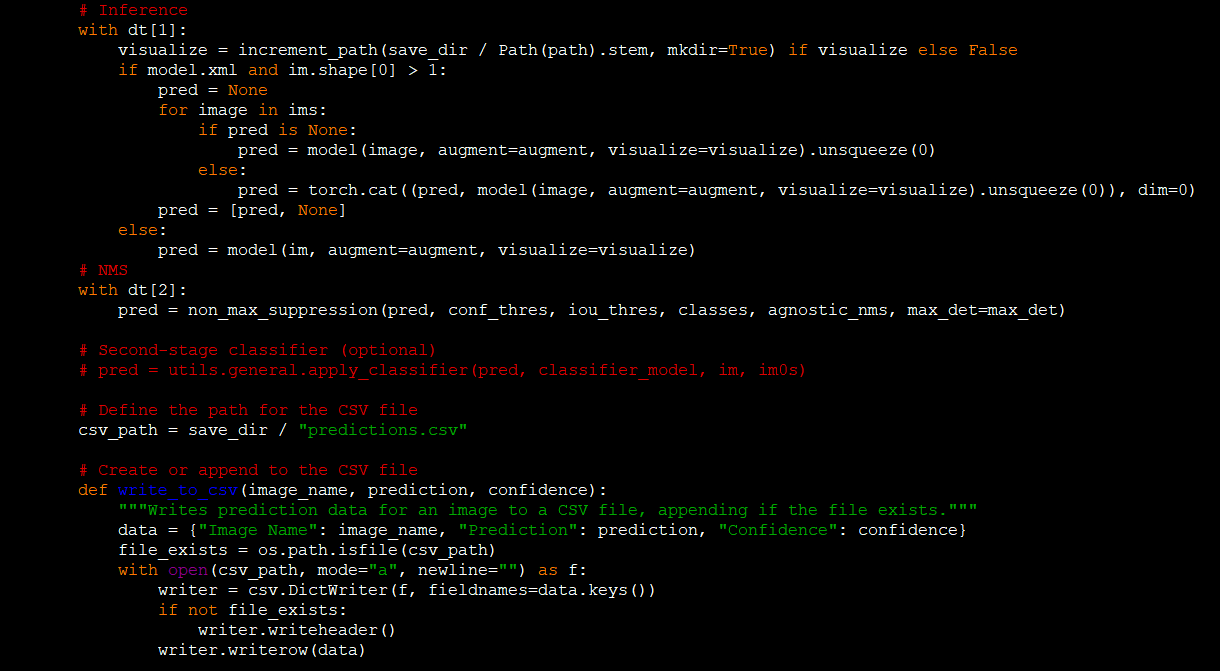 # Inference
with dt[1]:
    visualize = increment_path(save_dir / Path(path).stem, mkdir=True) if visualize else False
    if model.xml and im.shape[0] > 1:
        pred = None
        for image in ims:
            if pred is None:
                pred = model(image, augment=augment, visualize=visualize).unsqueeze(0)
            else:
                pred = torch.cat((pred, model(image, augment=augment, visualize=visualize).unsqueeze(0)), dim=0)
        pred = [pred, None]
    else:
        pred = model(im, augment=augment, visualize=visualize)
# NMS
with dt[2]:
    pred = non_max_suppression(pred, conf_thres, iou_thres, classes, agnostic_nms, max_det=max_det)

# Second-stage classifier (optional)
# pred = utils.general.apply_classifier(pred, classifier_model, im, im0s)

# Define the path for the CSV file
csv_path = save_dir / "predictions.csv"

# Create or append to the CSV file
def write_to_csv(image_name, prediction, confidence):
    """Writes prediction data for an image to a CSV file, appending if the file exists."""
    data = {"Image Name": image_name, "Prediction": prediction, "Confidence": confidence}
    file_exists = os.path.isfile(csv_path)
    with open(csv_path, mode="a", newline="") as f:
        writer = csv.DictWriter(f, fieldnames=data.keys())
        if not file_exists:
            writer.writeheader()
        writer.writerow(data)